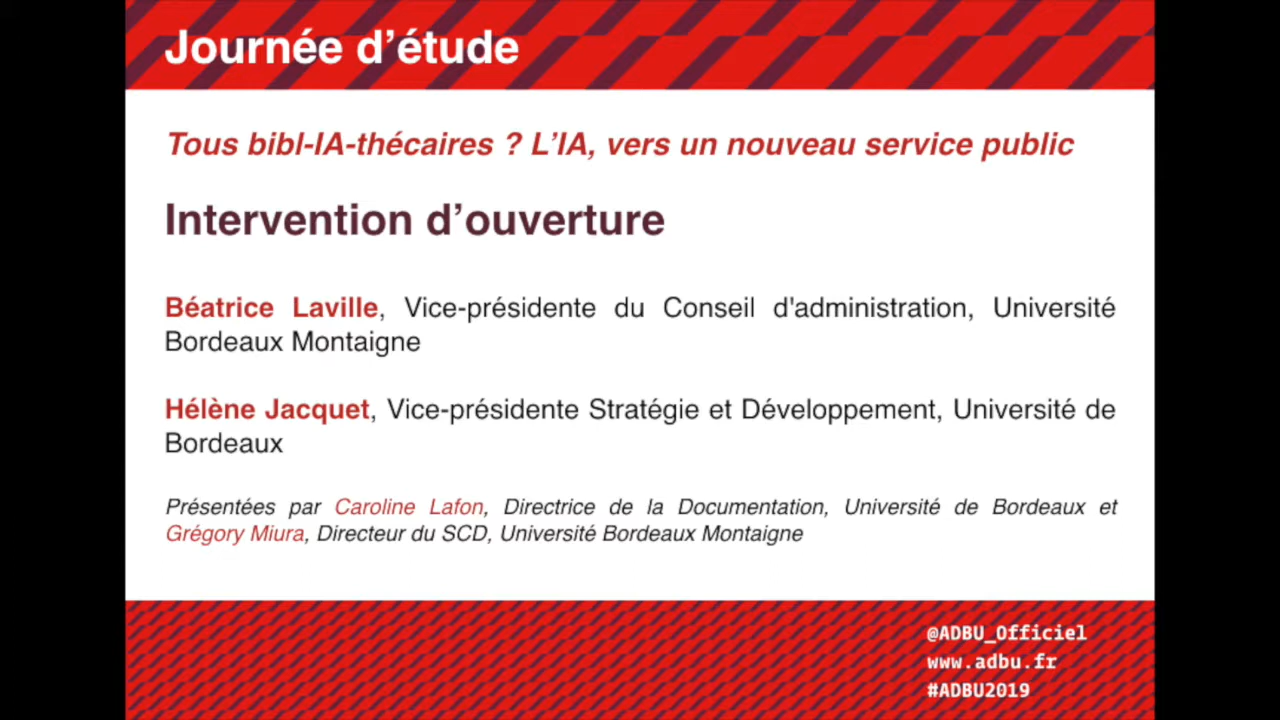 Journée d’étude
Tous bibl-IA-thécaires ? L’IA, vers un nouveau service public
Intervention d’ouverture
Béatrice Laville, Vice-présidente du Conseil d'administration, Université
Bordeaux Montaigne
Hélène Jacquet, Vice-présidente Stratégie et Développement, Université de
Bordeaux
Présentées par Caroline Lafon, Directrice de la Documentation, Université de Bordeaux et
Grégory Miura, Directeur du SCD, Université Bordeaux Montaigne
@ADBU_Officiel
www.adbu.fr
#ADBU2019